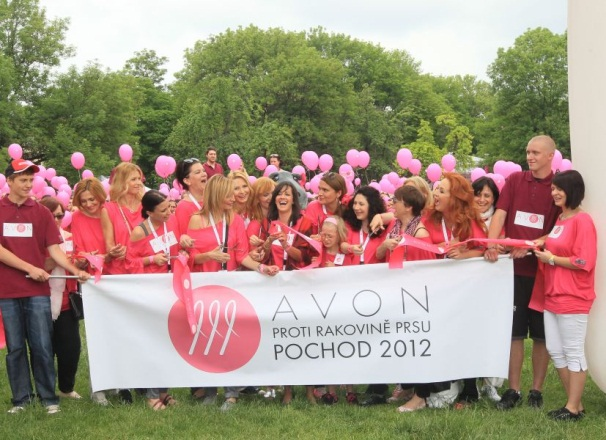 AVON
PROTI RAKOVINĚ PRSU
POCHOD 2012